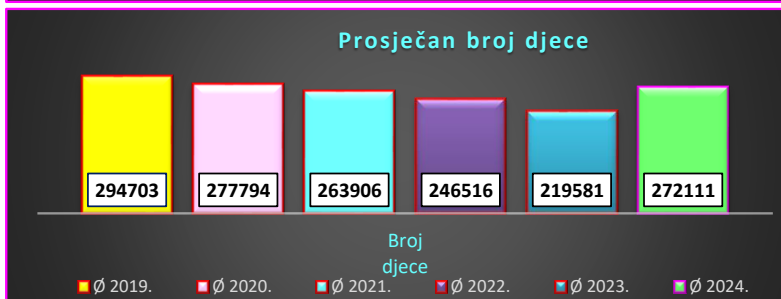 Prosječan broj djece
294703
277794
263906
246516
219581
272111
Broj
djece
Ø 2019.
Ø 2020.
Ø 2021.
Ø 2022.
Ø 2023.
Ø 2024.